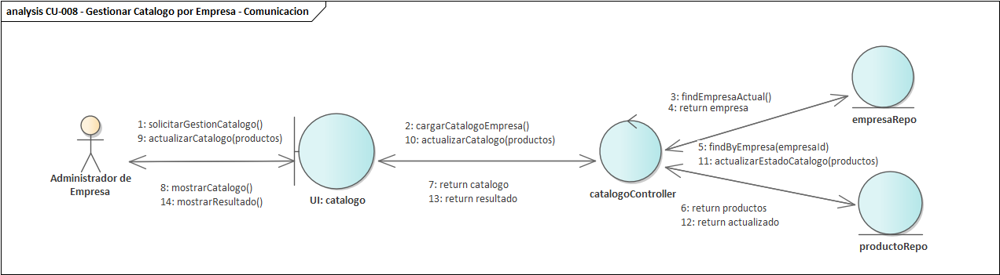 analysis CU-008 - Gestionar Catalogo por Empresa - Comunicacion
1: solicitarGestionCatalogo()
9: actualizarCatalogo(productos)
8: mostrarCatalogo()
14: mostrarResultado()
Administrador de
Empresa
UI: catalogo
2: cargarCatalogoEmpresa()
10: actualizarCatalogo(productos)
7: return catalogo
13: return resultado
catalogoController
3: findEmpresaActual()
4: return empresa
empresaRepo
5: findByEmpresa(empresaId)
11: actualizarEstadoCatalogo(productos)
6: return productos
12: return actualizado
productoRepo